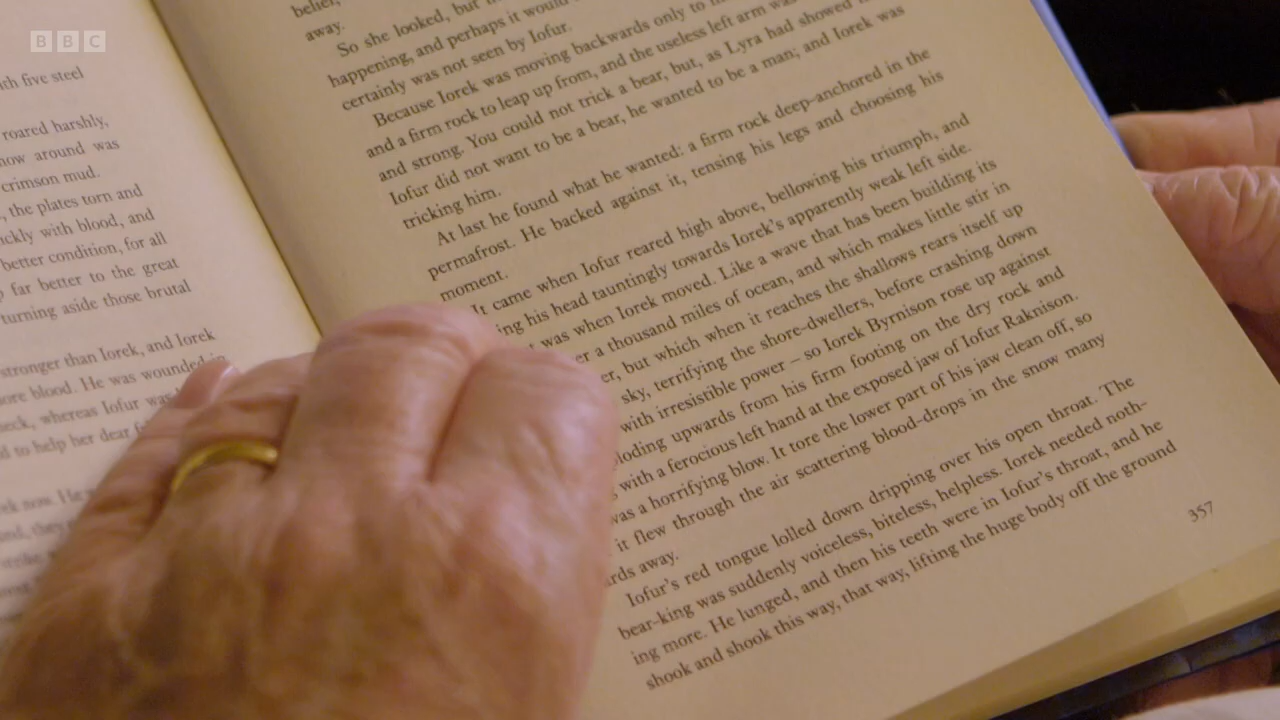 BBC
ith five steel
roared harshly,
now around was
crimson mud.
, the plates torn and
ickly with blood, and
better condition, for all
far better to the great
turning aside those brutal
stronger than Iorek, and Iorek
ore blood. He was wounded in
neck, whereas Iofur was
to help her dear
belief,
away.
So she looked, but
happening, and perhaps it would
certainly was not seen by Iofur.
Because Iorek was moving backwards only to
and a firm rock to leap up from, and the useless left arm was
and strong. You could not trick a bear, but, as Lyra had showed
Iofur did not want to be a bear, he wanted to be a man; and Iorek was
tricking him.
At last he found what he wanted: a firm rock deep-anchored in the
permafrost. He backed against it, tensing his legs and choosing his
moment.
It came when Iofur reared high above, bellowing his triumph, and
ing his head tauntingly towards Iorek's apparently weak left side.
was when Iorek moved. Like a wave that has been building its
er a thousand miles of ocean, and which makes little stir in
er, but which when it reaches the shallows rears itself up
sky, terrifying the shore-dwellers, before crashing down
with irresistible power – so Iorek Byrnison rose up against
loding upwards from his firm footing on the dry rock and
with a ferocious left hand at the exposed jaw of Iofur Raknison.
was a horrifying blow. It tore the lower part of his jaw clean off, so
it flew through the air scattering blood-drops in the snow many
rds away.
Iofur's red tongue lolled down dripping over his open throat. The
bear-king was suddenly voiceless, biteless, helpless. Iorek needed noth-
ing more. He lunged, and then his teeth were in Iofur's throat, and he
shook and shook this way, that way, lifting the huge body off the ground
357